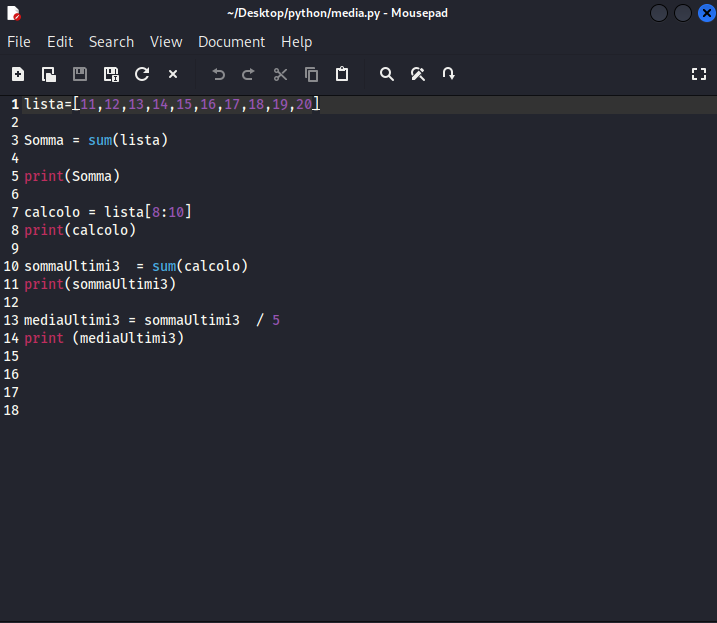 ~/Desktop/python/media.py - Mousepad
File Edit Search View Document Help
1 lista=[11,12,13,14,15,16,17,18,19,20]
2
3 Somma = sum(lista)
4
5 print(Somma)
6
7 calcolo = lista[8:10]
8 print(calcolo)
9
10 sommaUltimi3  = sum(calcolo)
11 print(sommaUltimi3)
12
13 mediaUltimi3 = sommaUltimi3  / 5
14 print (mediaUltimi3)
15
16
17
18